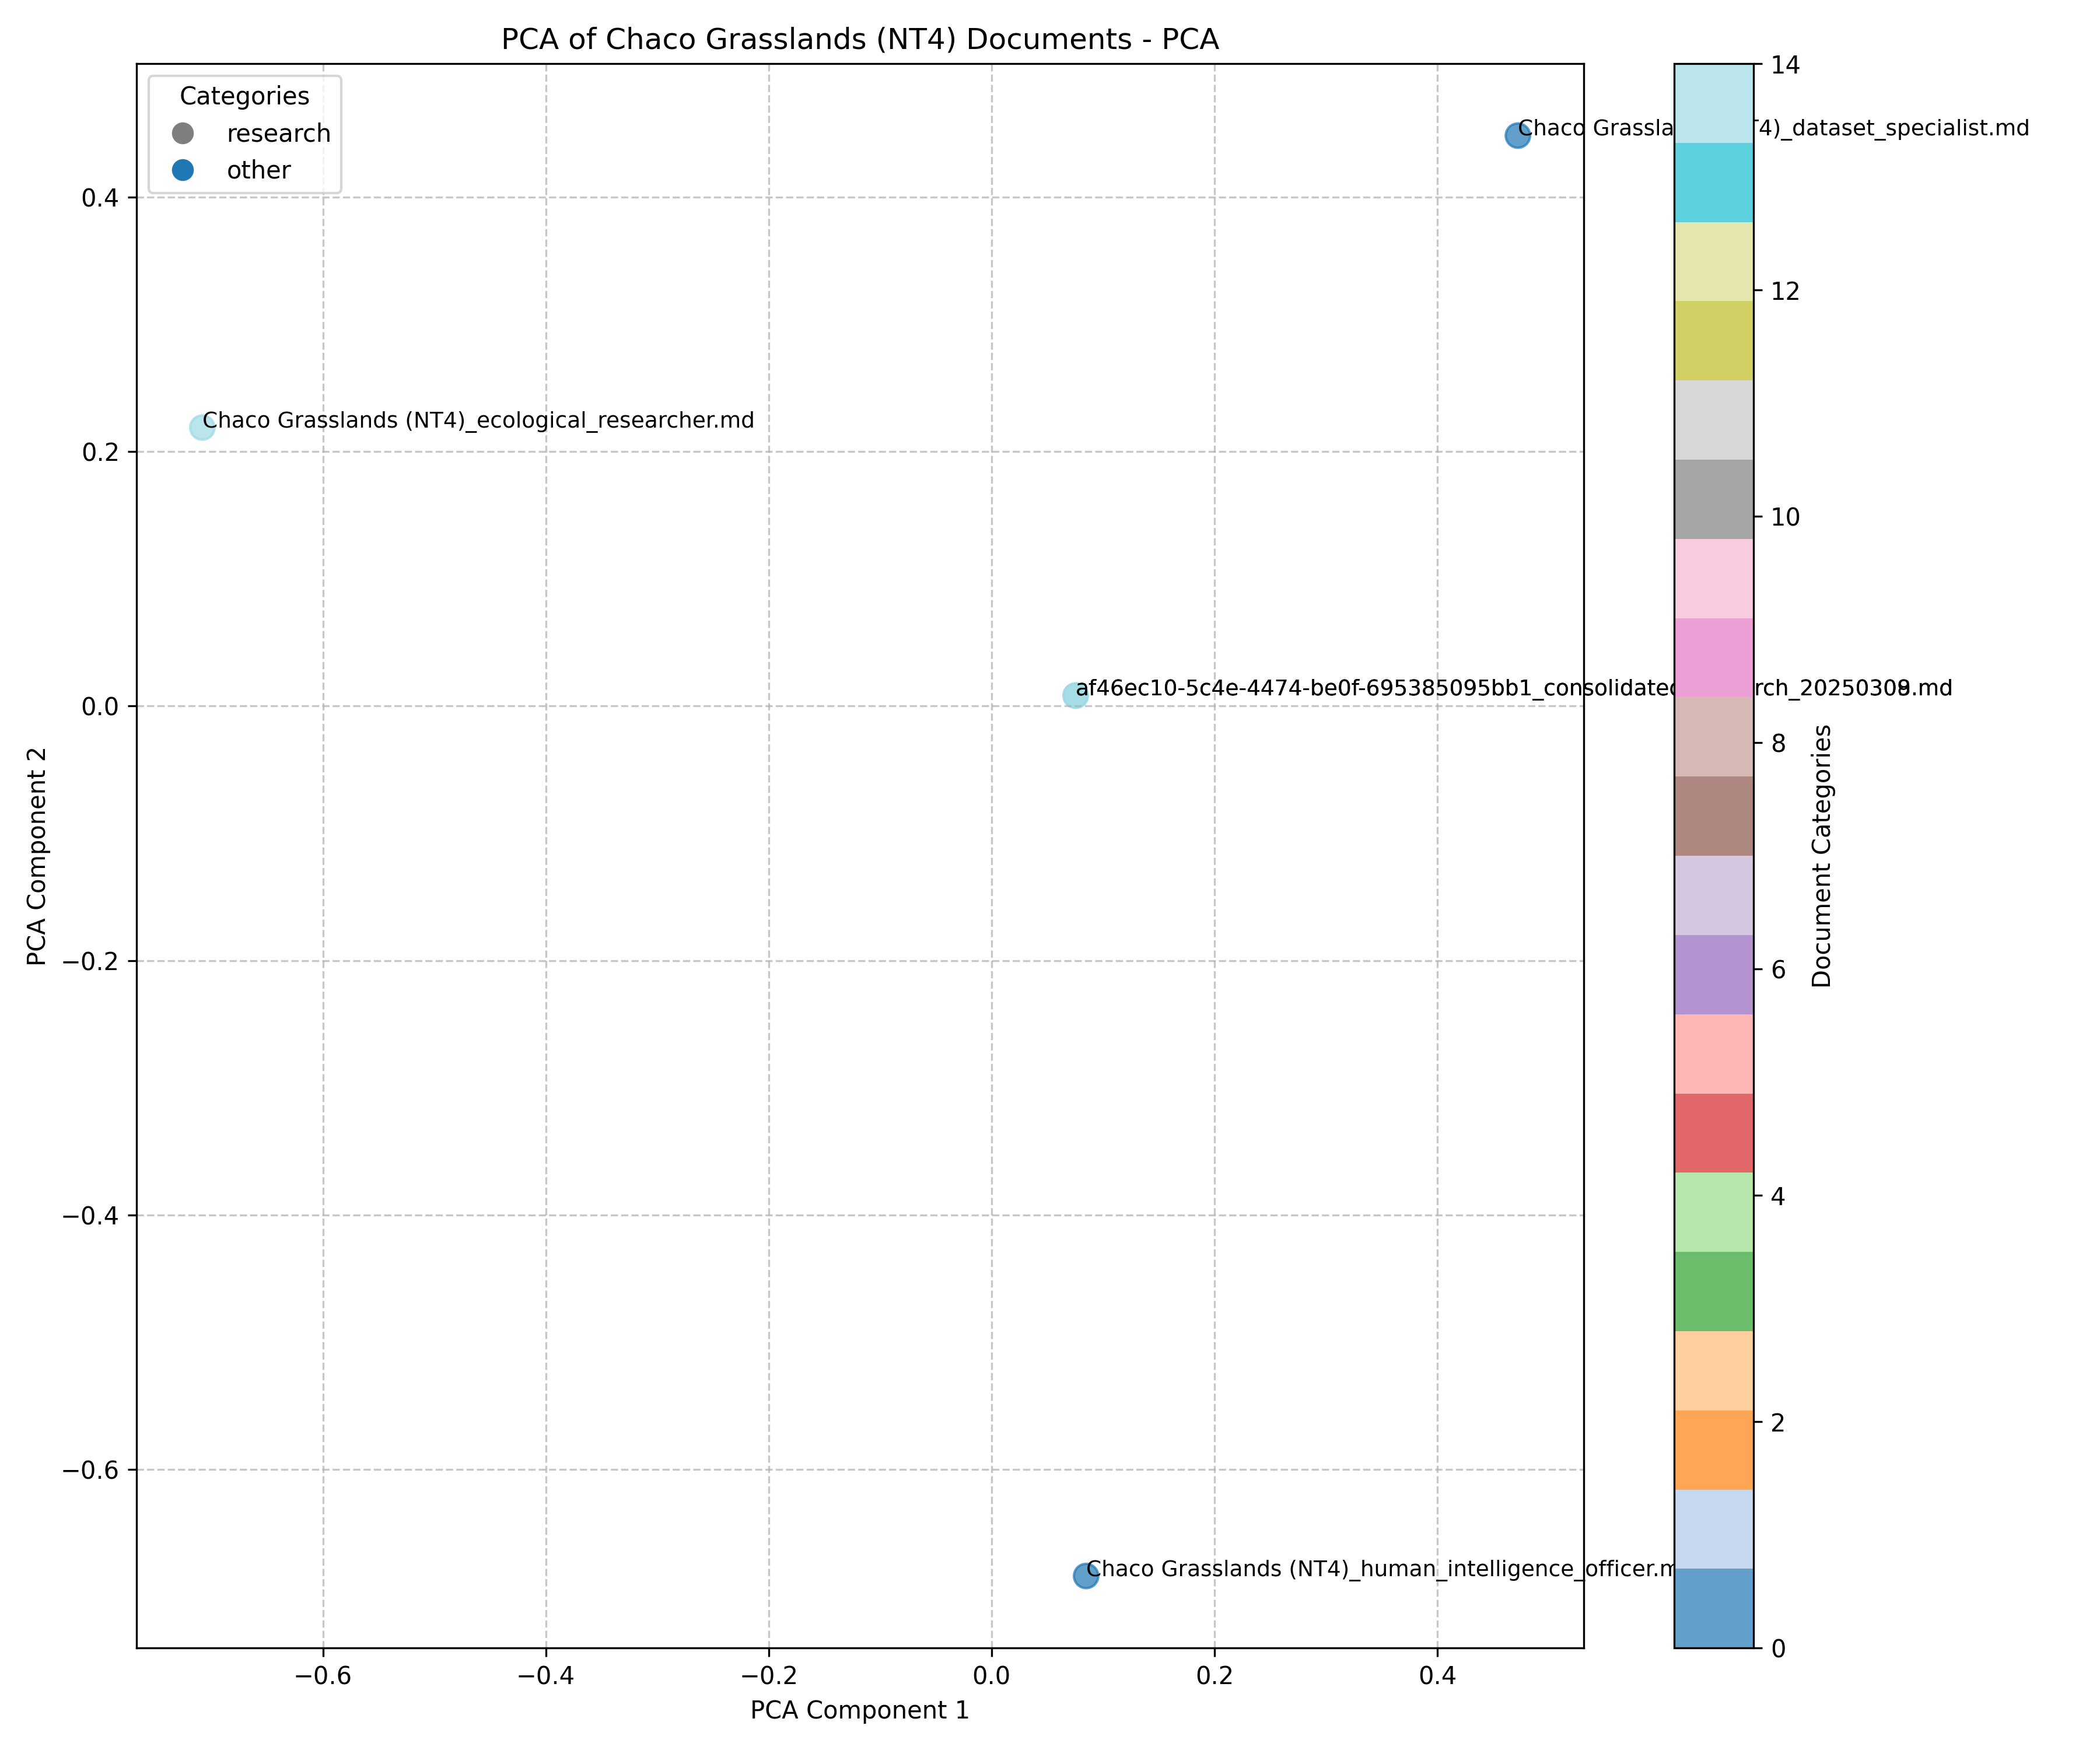 PCA of Chaco Grasslands (NT4) Documents - PCA
Categories
research
other
Chaco Grassla 4)_dataset_specialist.md
Chaco Grasslands (NT4)_ecological_researcher.md
af46ec10-5c4e-4474-be0f-695385095bb1_consolidated rch_20250309.md
Chaco Grasslands (NT4)_human_intelligence_officer.m
0.4
0.2
0.0
−0.2
−0.4
−0.6
PCA Component 2
−0.6
−0.4
−0.2
0.0
0.2
0.4
PCA Component 1
14
12
10
8
6
4
2
0
Document Categories